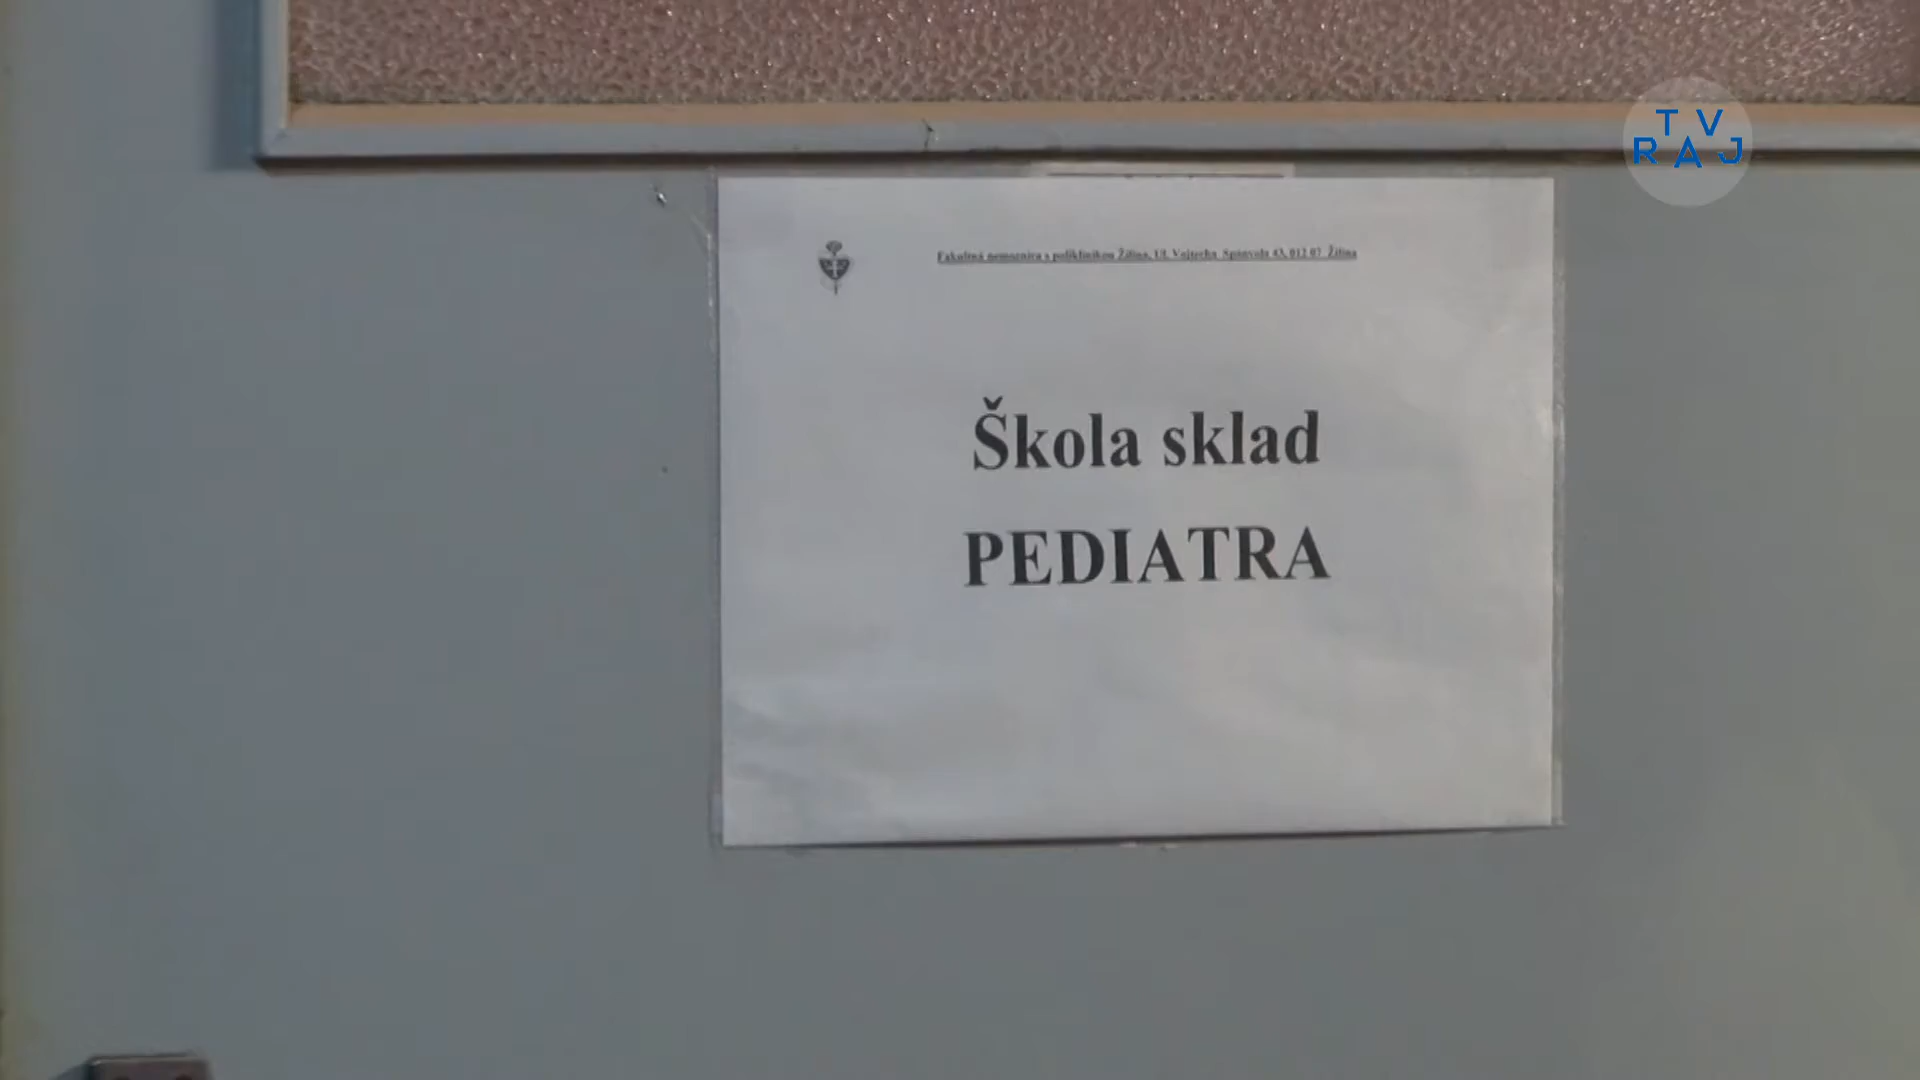 TV
RAJ
Fakultná nemocnica s poliklinikou Žilina, Ul. Vojtecha Spanyola 43, 012 07 Žilina
Škola sklad
PEDIATRA